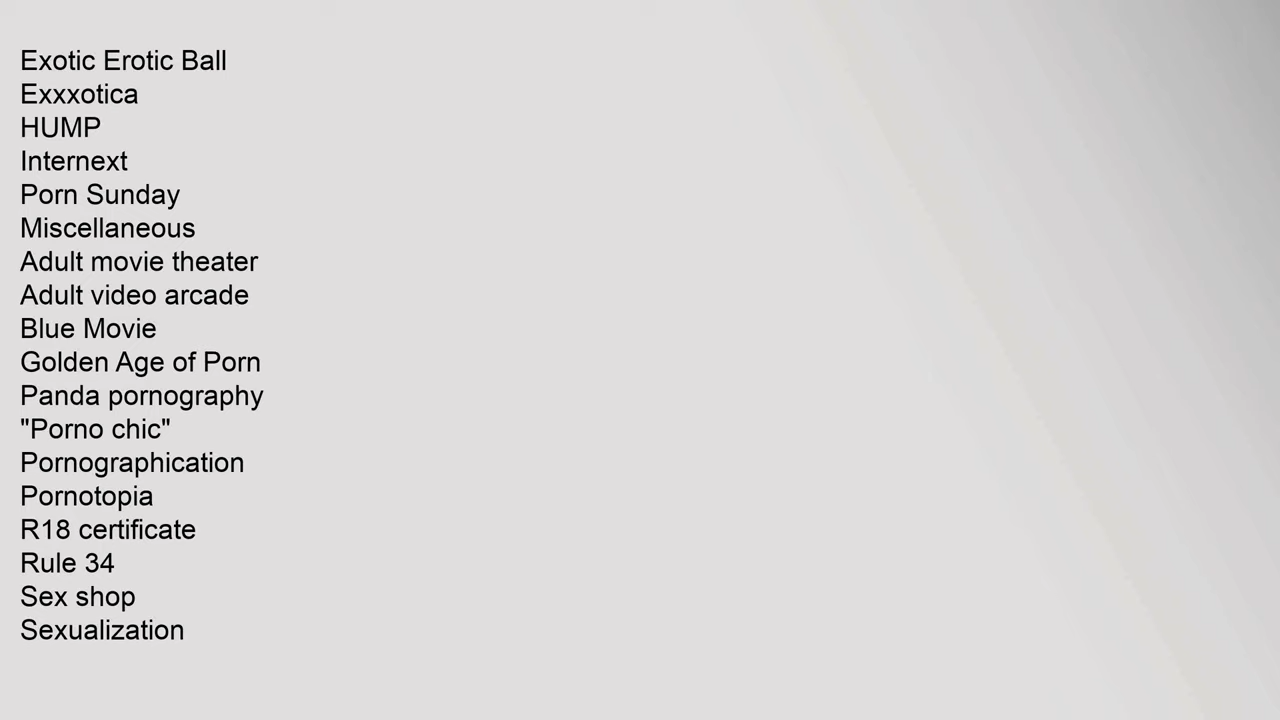 Exotic Erotic Ball
Exxxotica
HUMP
Internext
Porn Sunday
Miscellaneous
Adult movie theater
Adult video arcade
Blue Movie
Golden Age of Porn
Panda pornography
"Porno chic"
Pornographication
Pornotopia
R18 certificate
Rule 34
Sex shop
Sexualization